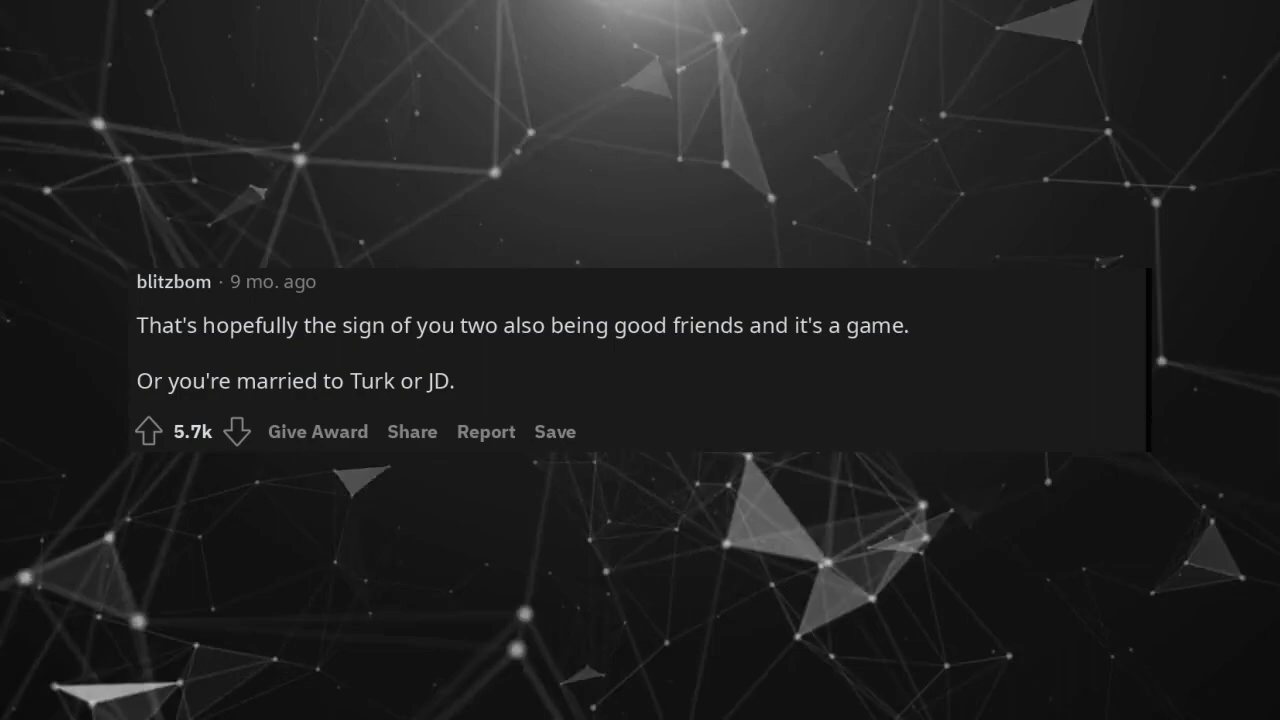 blitzbom · 9 mo. ago
That's hopefully the sign of you two also being good friends and it's a game.
Or you're married to Turk or JD.
5.7k Give Award Share Report Save